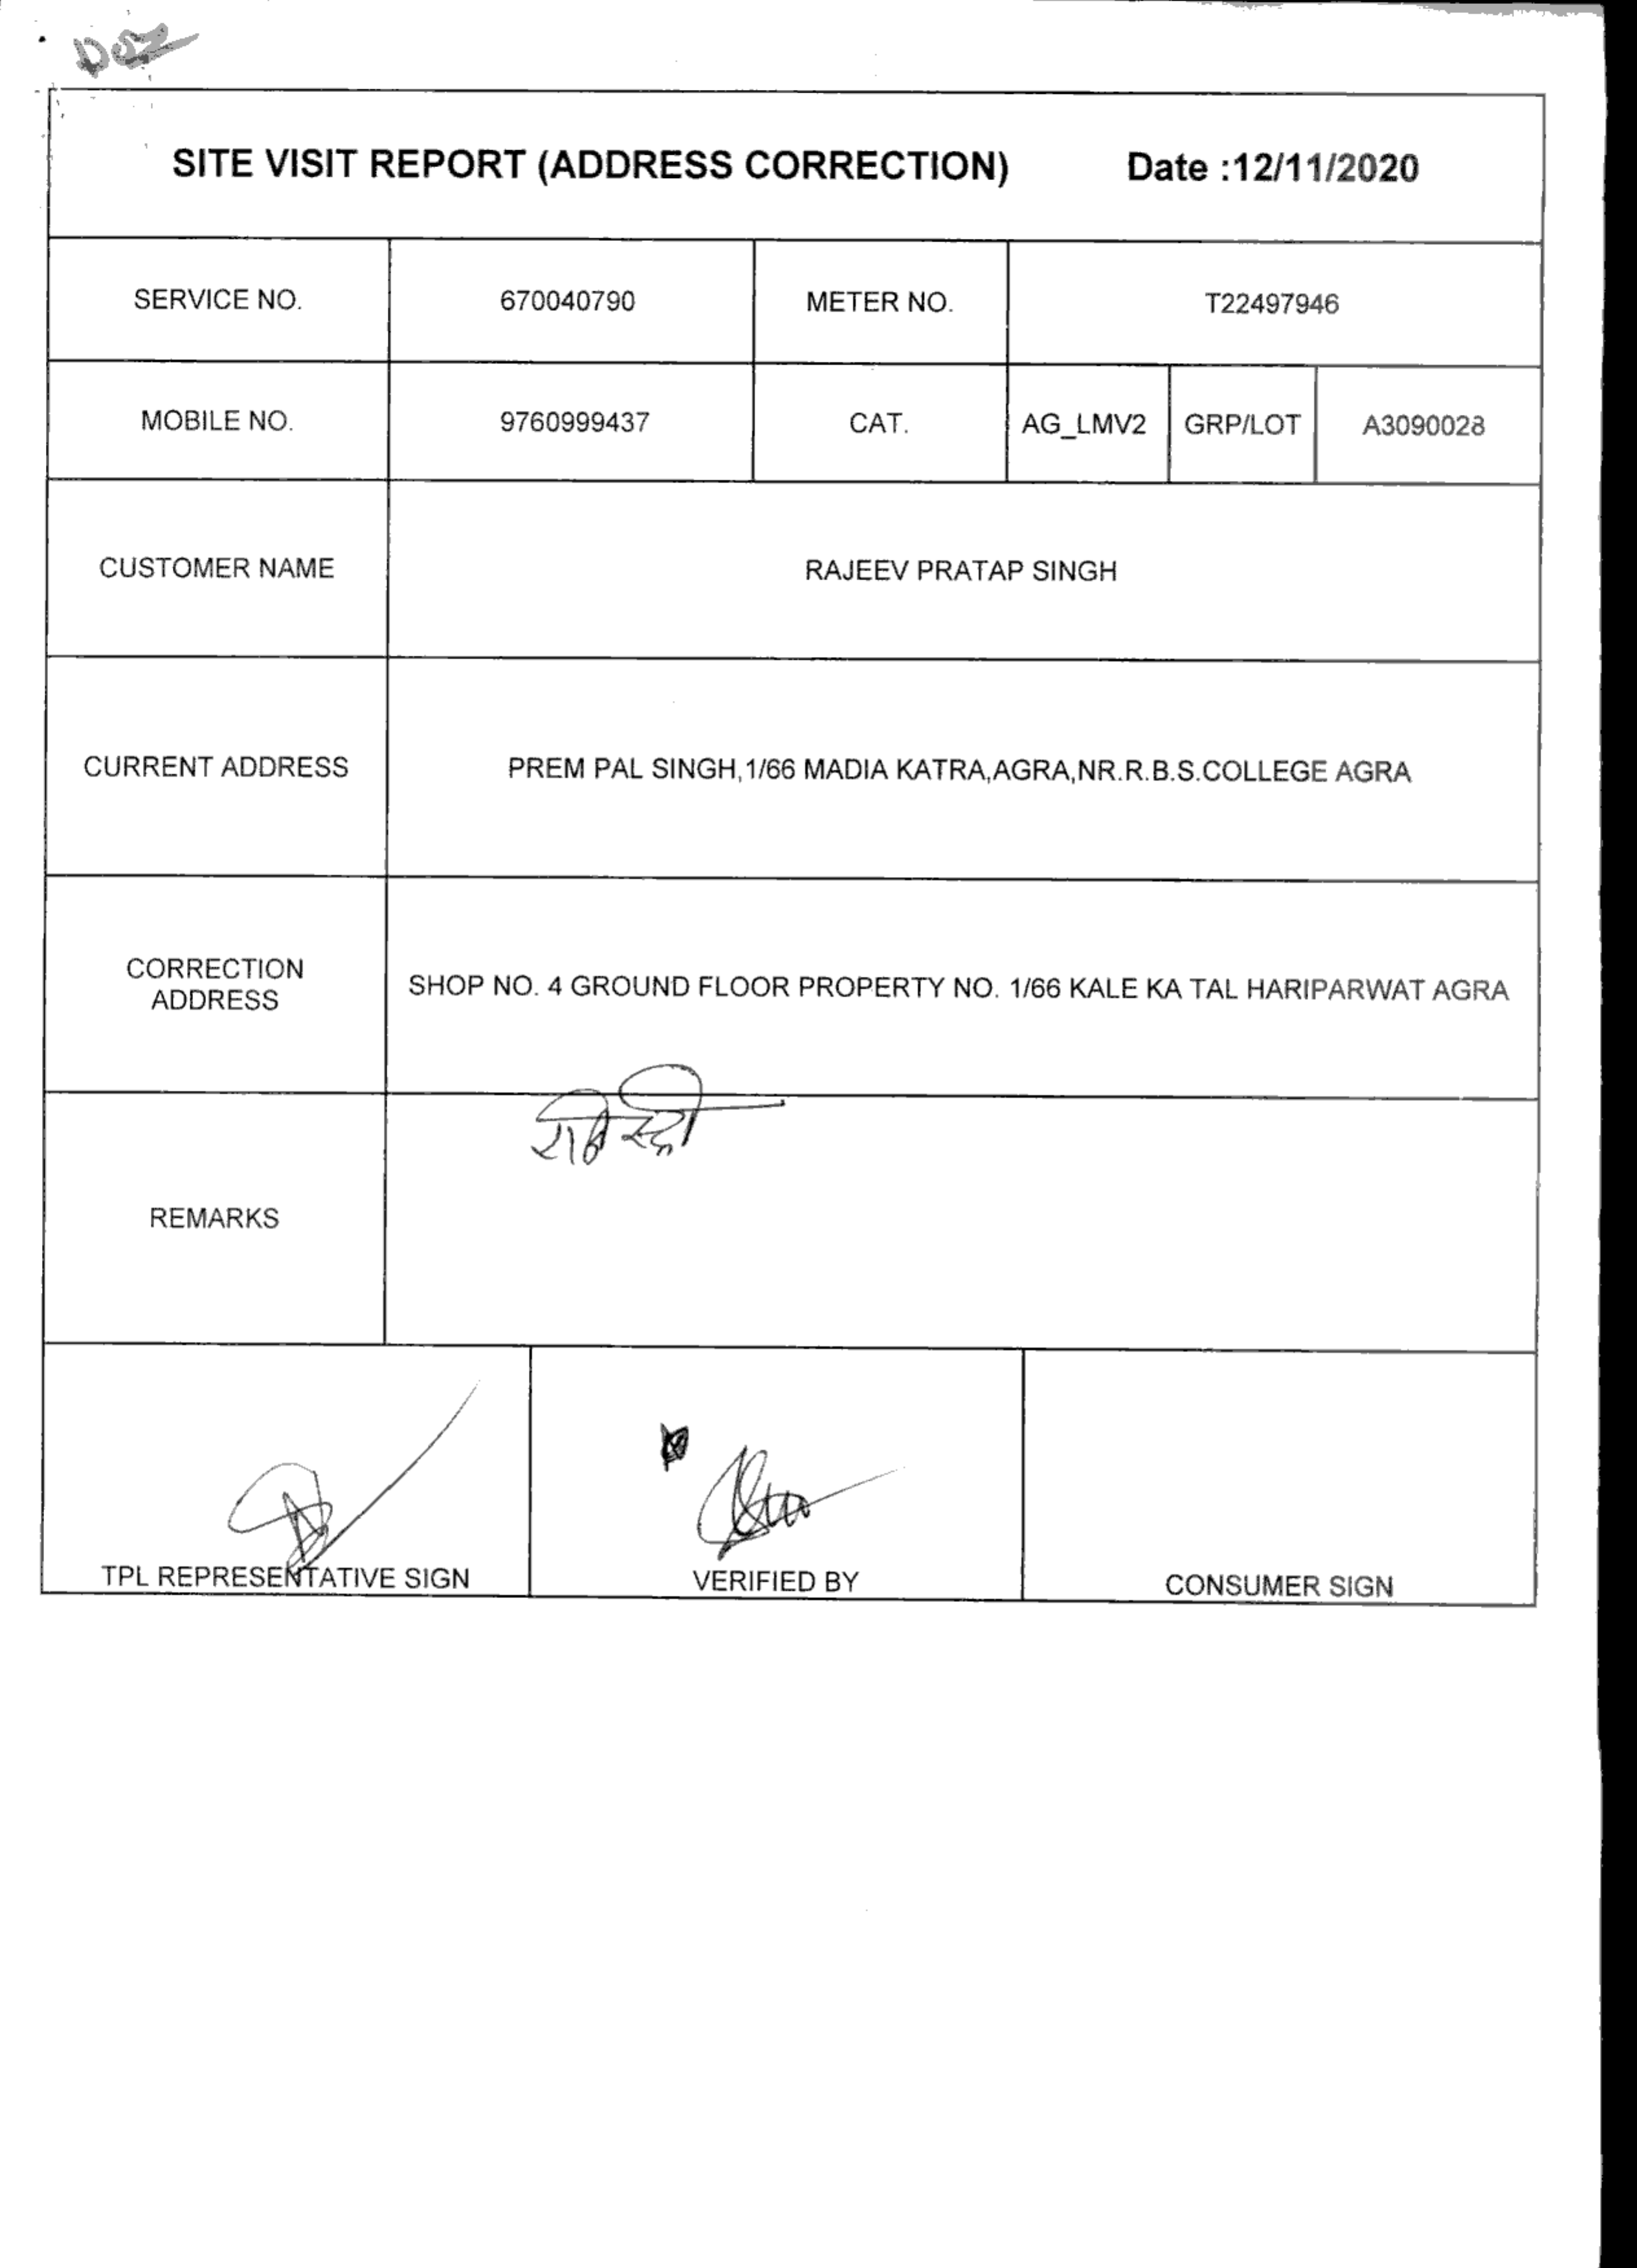 SITE VISIT REPORT (ADDRESS CORRECTION) Date :12/11/2020
SERVICE NO. 670040790 METER NO. T22497946
MOBILE NO. 9760999437 CAT. AG_LMV2 GRP/LOT A3090028
CUSTOMER NAME RAJEEV PRATAP SINGH
CURRENT ADDRESS PREM PAL SINGH,1/66 MADIA KATRA,AGRA,NR.R.B.S.COLLEGE AGRA
CORRECTION
ADDRESS
SHOP NO. 4 GROUND FLOOR PROPERTY NO. 1/66 KALE KA TAL HARIPARWAT AGRA
REMARKS
TPL REPRESENTATIVE SIGN VERIFIED BY CONSUMER SIGN